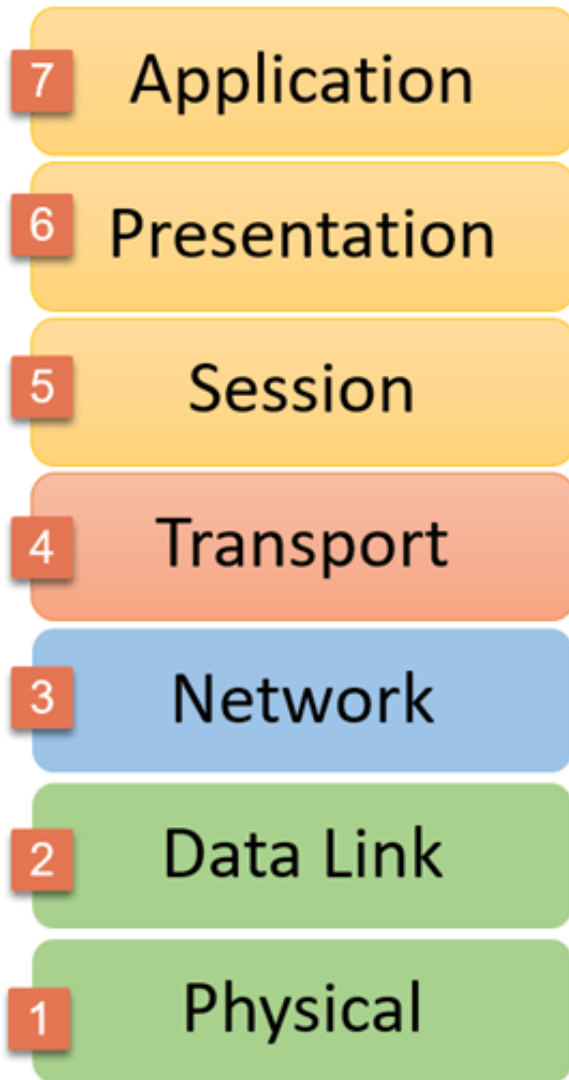 7 Application
6 Presentation
5 Session
4 Transport
3 Network
2 Data Link
1 Physical